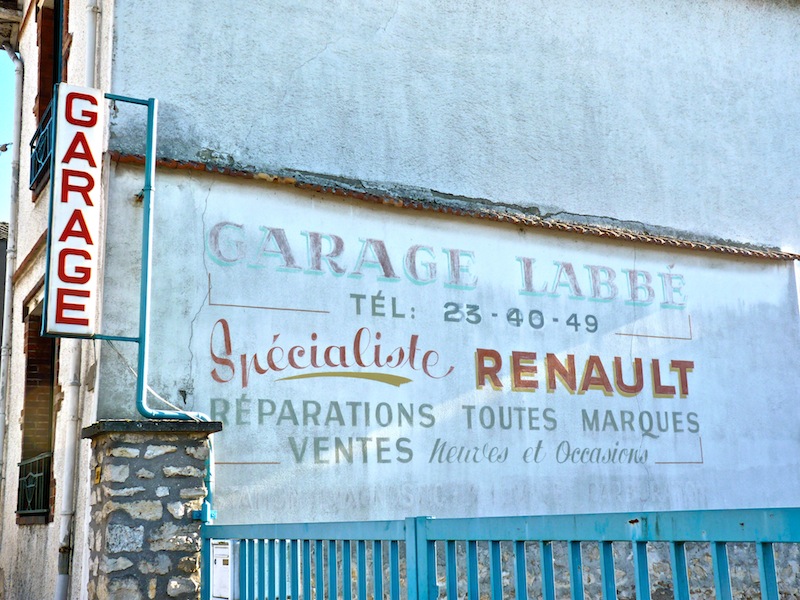 GARAGE
GARAGE LABBÉ
TÉL: 23-40-49
Spécialiste RENAULT
RÉPARATIONS TOUTES MARQUES
VENTES Neuves et Occasions